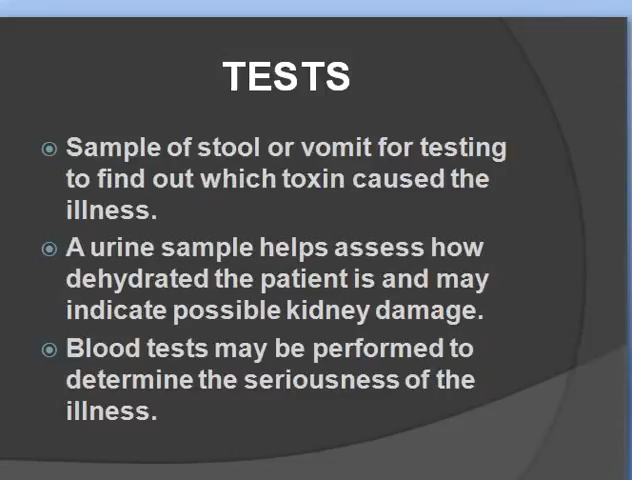 TESTS
Sample of stool or vomit for testing
to find out which toxin caused the
illness.
A urine sample helps assess how
dehydrated the patient is and may
indicate possible kidney damage.
Blood tests may be performed to
determine the seriousness of the
illness.